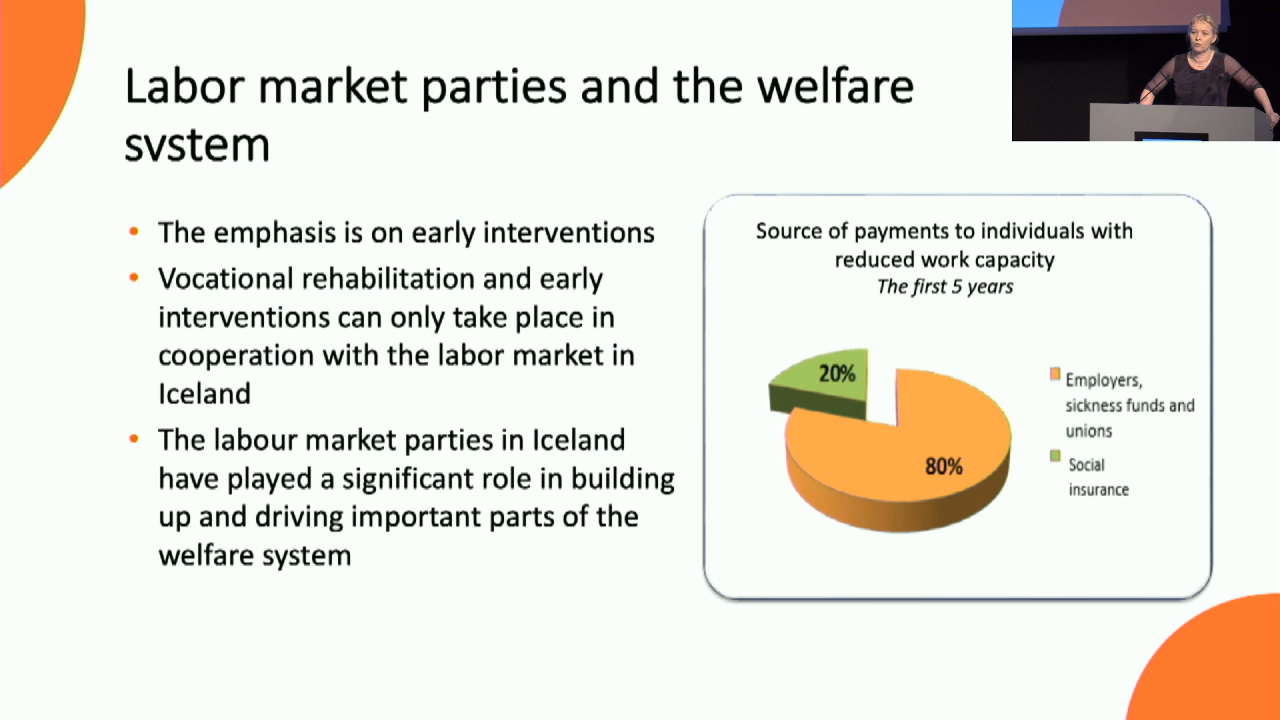 Labor market parties and the welfare
system
• The emphasis is on early interventions
• Vocational rehabilitation and early
interventions can only take place in
cooperation with the labor market in
Iceland
• The labour market parties in Iceland
have played a significant role in building
up and driving important parts of the
welfare system
Source of payments to individuals with
reduced work capacity
The first 5 years
20%
80%
Employers,
sickness funds and
unions
Social
insurance